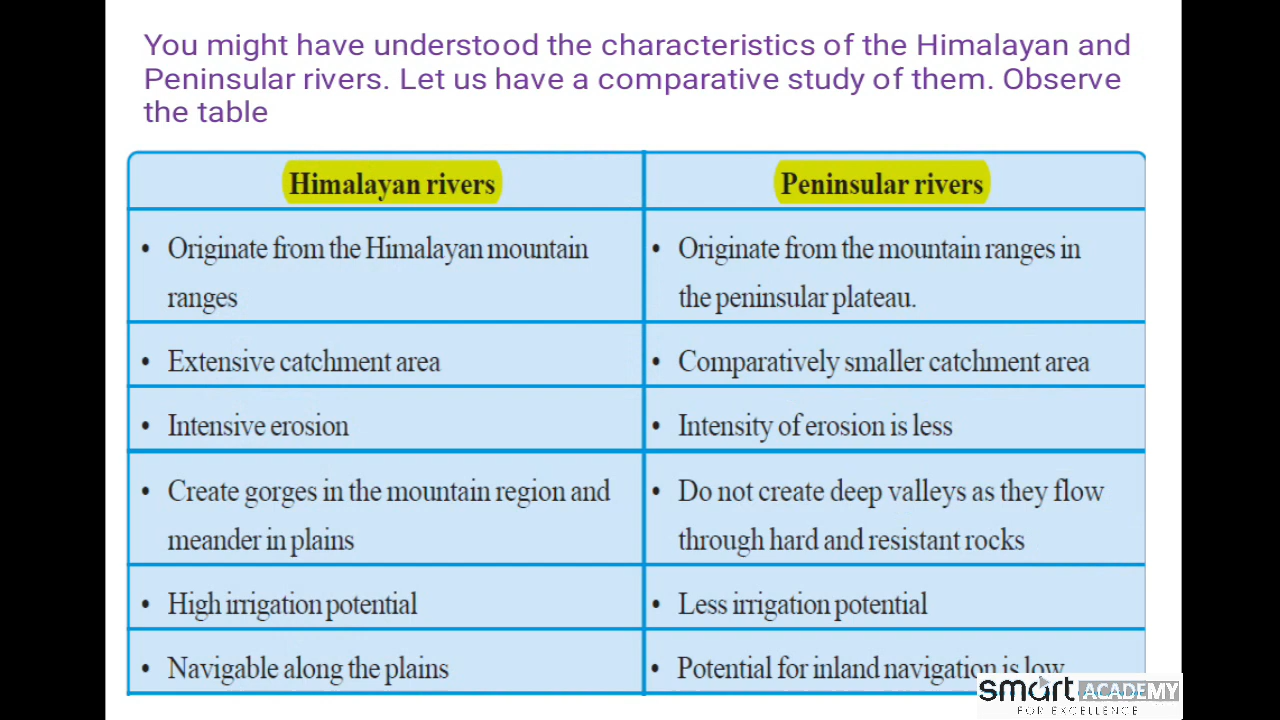 You might have understood the characteristics of the Himalayan and
Peninsular rivers. Let us have a comparative study of them. Observe
the table
Himalayan rivers
Peninsular rivers
• Originate from the Himalayan mountain
ranges
• Originate from the mountain ranges in
the peninsular plateau.
• Extensive catchment area
• Comparatively smaller catchment area
• Intensive erosion
• Intensity of erosion is less
• Create gorges in the mountain region and
meander in plains
• Do not create deep valleys as they flow
through hard and resistant rocks
• High irrigation potential
• Less irrigation potential
• Navigable along the plains
• Potential for inland navigation is low
smart ACADEMY
FOR EXCELLENCE